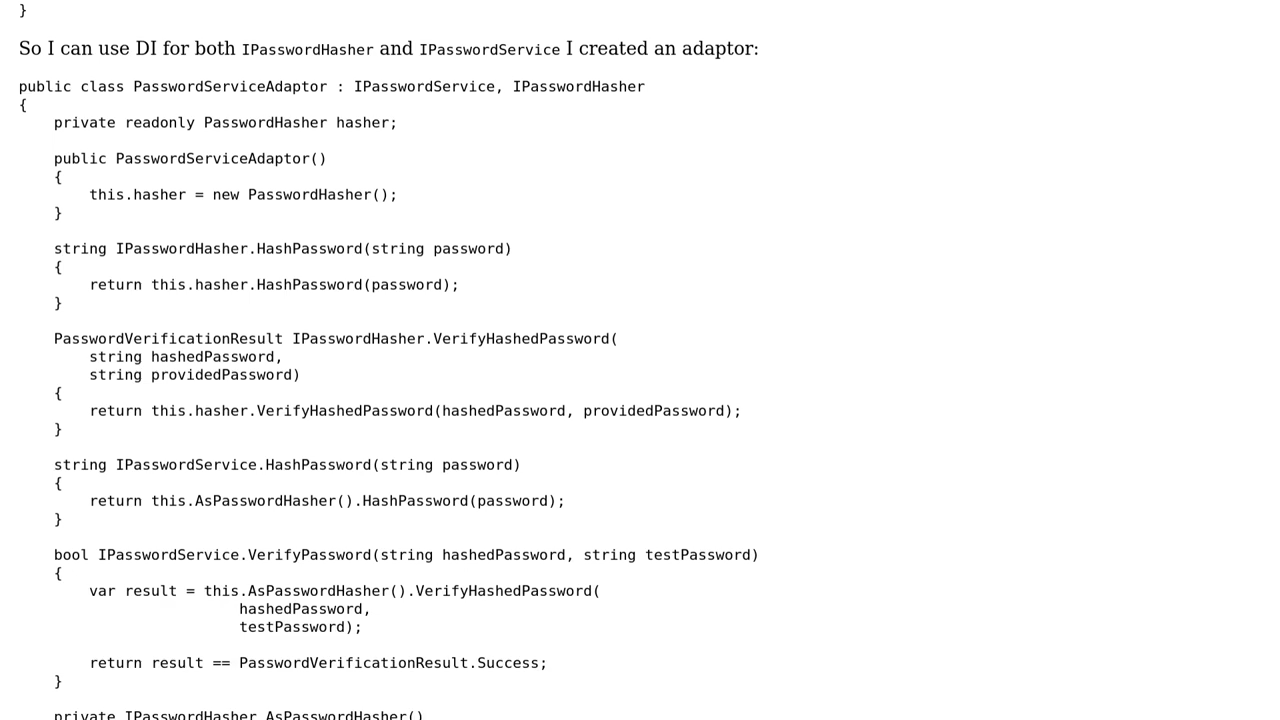 }
So I can use DI for both IPasswordHasher and IPasswordService I created an adaptor:
public class PasswordServiceAdaptor : IPasswordService, IPasswordHasher
{
    private readonly PasswordHasher hasher;

    public PasswordServiceAdaptor()
    {
        this.hasher = new PasswordHasher();
    }

    string IPasswordHasher.HashPassword(string password)
    {
        return this.hasher.HashPassword(password);
    }

    PasswordVerificationResult IPasswordHasher.VerifyHashedPassword(
        string hashedPassword,
        string providedPassword)
    {
        return this.hasher.VerifyHashedPassword(hashedPassword, providedPassword);
    }

    string IPasswordService.HashPassword(string password)
    {
        return this.AsPasswordHasher().HashPassword(password);
    }

    bool IPasswordService.VerifyPassword(string hashedPassword, string testPassword)
    {
        var result = this.AsPasswordHasher().VerifyHashedPassword(
                         hashedPassword,
                         testPassword);

        return result == PasswordVerificationResult.Success;
    }

    private IPasswordHasher AsPasswordHasher()